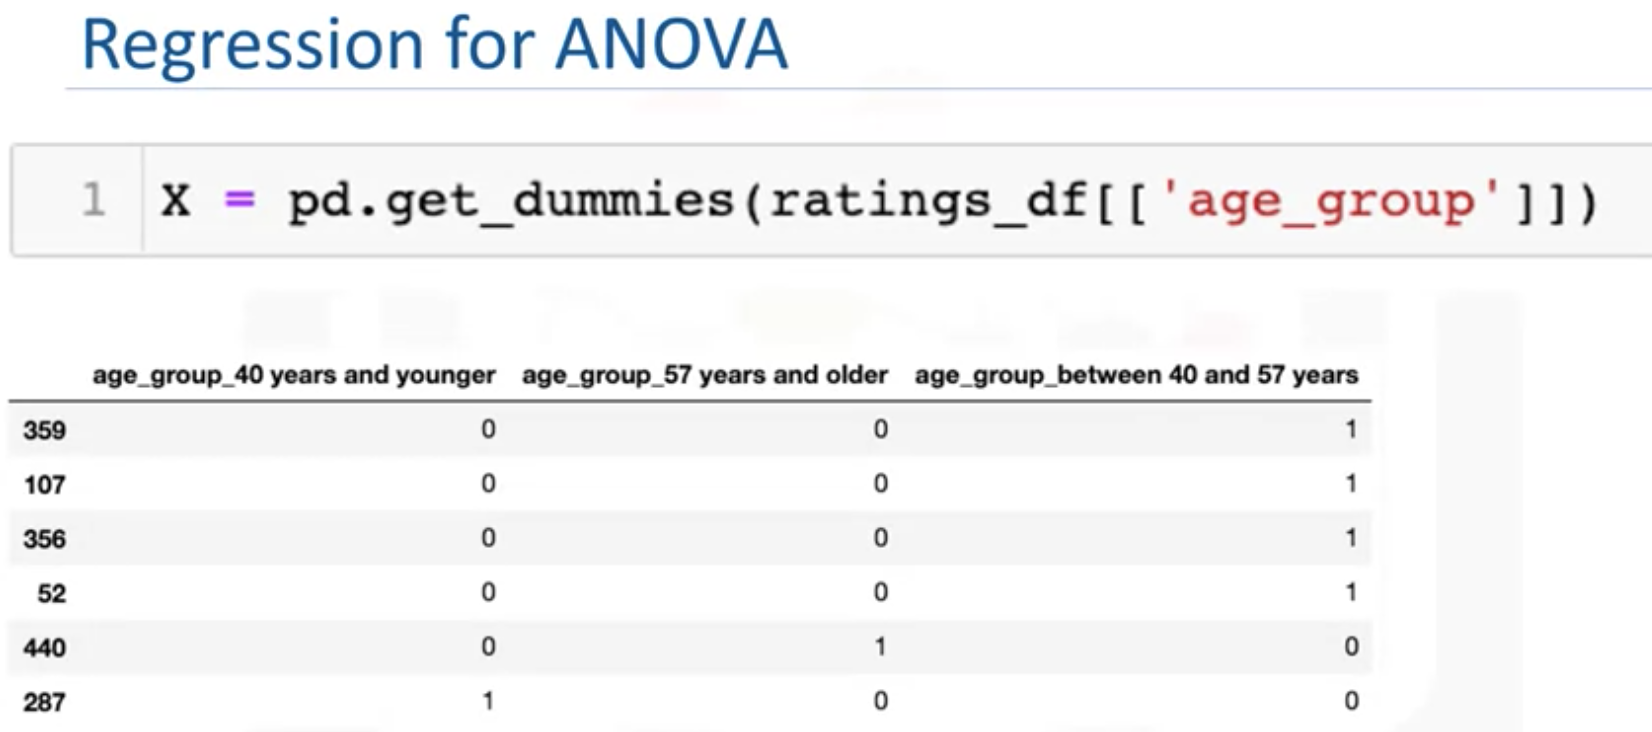 Regression for ANOVA
1 X = pd.get_dummies(ratings_df[['age_group']])
age_group_40 years and younger age_group_57 years and older age_group_between 40 and 57 years
359 0 0 1
107 0 0 1
356 0 0 1
52 0 0 1
440 0 1 0
287 1 0 0